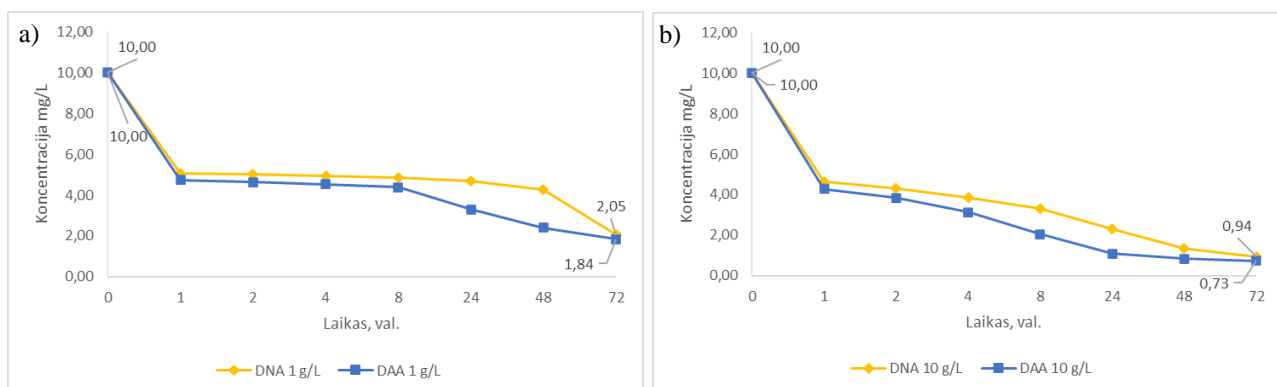 a)
12,00
10,00
8,00
6,00
4,00
2,00
0,00
Koncentracija mg/L
10,00
10,00
2,05
1,84
0 1 2 4 8 24 48 72
Laikas, val.
DNA 1 g/L DAA 1 g/L
b)
12,00
10,00
8,00
6,00
4,00
2,00
0,00
Koncentracija mg/L
10,00
10,00
0,94
0,73
0 1 2 4 8 24 48 72
Laikas, val.
DNA 10 g/L DAA 10 g/L